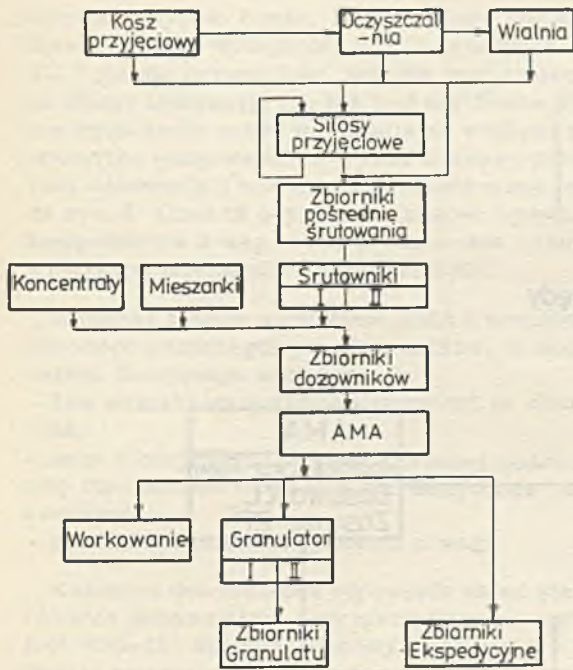 Kosz
przyjęciowy
Oczyszczal
-nia
Wialnia
Silosy
przyjęciowe
Zbiorniki
pośrednie
śrutowania
Koncentraty
Mieszanki
Śrutowniki
I II
Zbiorniki
dozowników
AMA
Workowanie
Granulator
I II
Zbiorniki
Granulatu
Zbiorniki
Ekspedycyjne